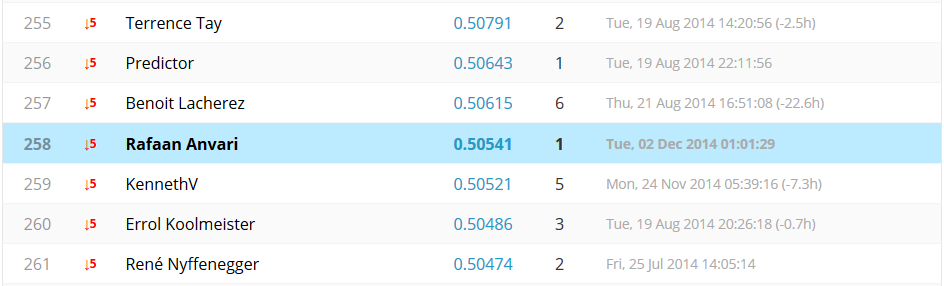 255 ↓5 Terrence Tay 0.50791 2 Tue, 19 Aug 2014 14:20:56 (-2.5h)
256 ↓5 Predictor 0.50643 1 Tue, 19 Aug 2014 22:11:56
257 ↓5 Benoit Lacherez 0.50615 6 Thu, 21 Aug 2014 16:51:08 (-22.6h)
258 ↓5 Rafaan Anvari 0.50541 1 Tue, 02 Dec 2014 01:01:29
259 ↓5 KennethV 0.50521 5 Mon, 24 Nov 2014 05:39:16 (-7.3h)
260 ↓5 Errol Koolmeister 0.50486 3 Tue, 19 Aug 2014 20:26:18 (-0.7h)
261 ↓5 René Nyffenegger 0.50474 2 Fri, 25 Jul 2014 14:05:14